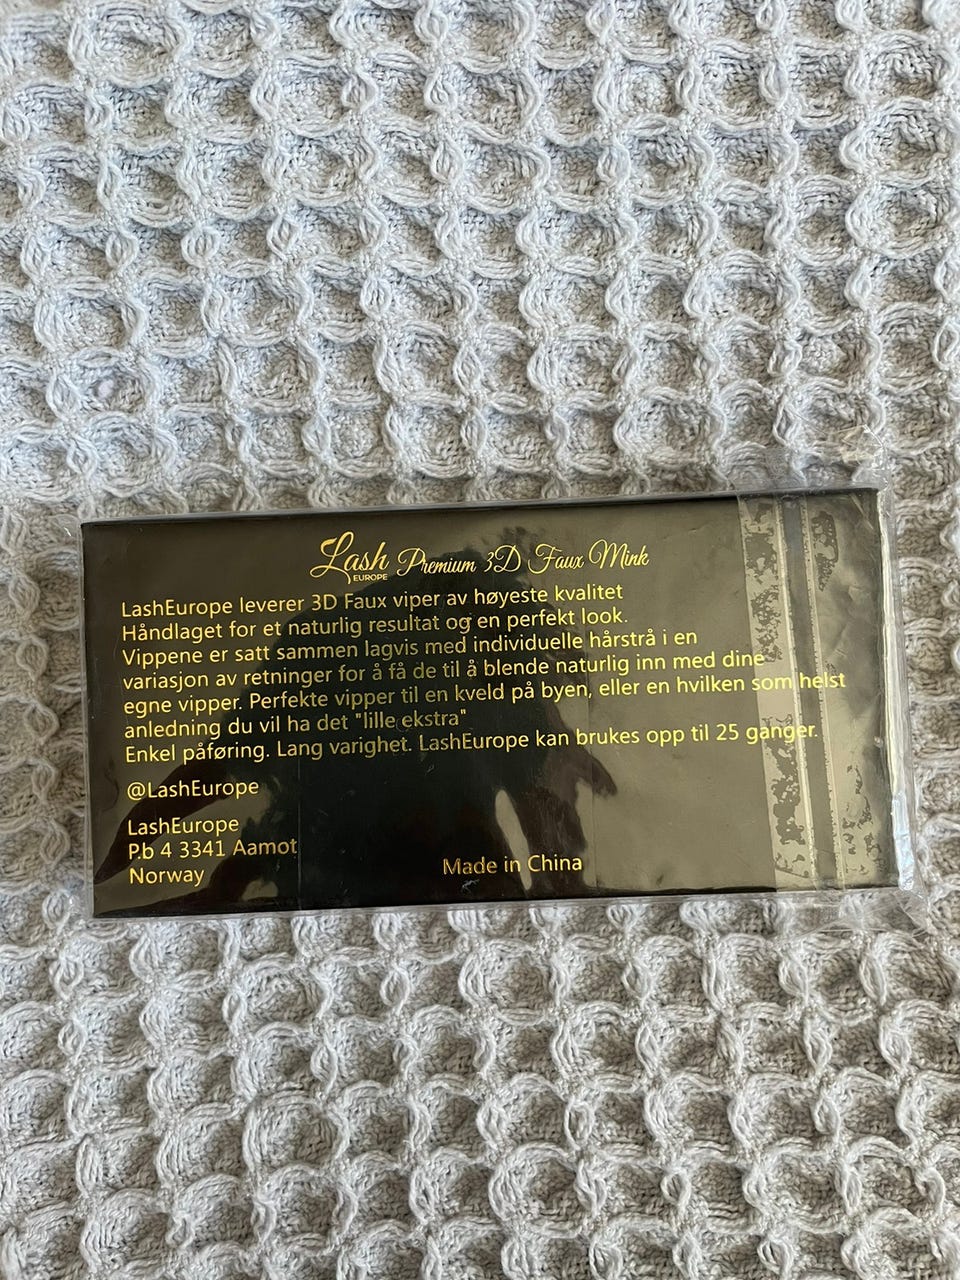 Lash EUROPE Premium 3D Faux Mink
LashEurope leverer 3D Faux viper av høyeste kvalitet
Håndlaget for et naturlig resultat og en perfekt look.
Vippene er satt sammen lagvis med individuelle hårstrå i en
variasjon av retninger for å få de til å blende naturlig inn med dine
egne vipper. Perfekte vipper til en kveld på byen, eller en hvilken som helst
anledning du vil ha det "lille ekstra"
Enkel påføring. Lang varighet. LashEurope kan brukes opp til 25 ganger.
@LashEurope
LashEurope
P.b 4 3341 Aamot
Norway
Made in China